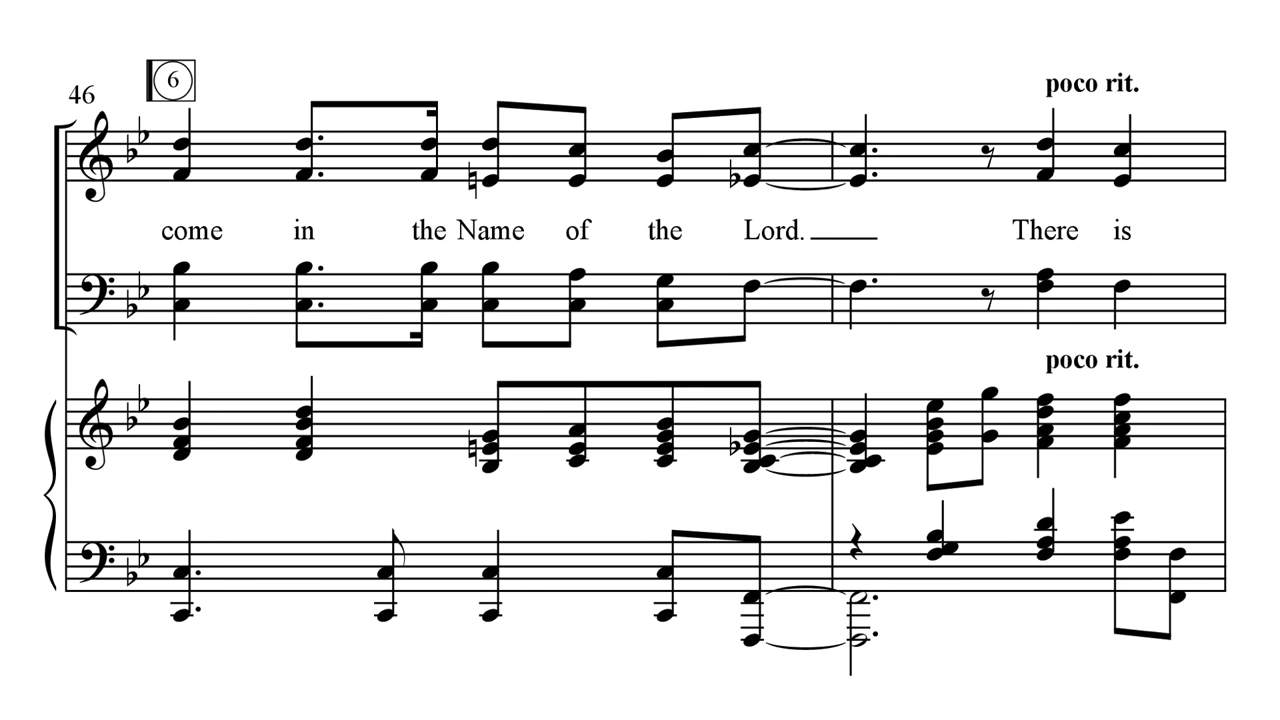 6
46
poco rit.
come in the Name of the Lord. There is
poco rit.